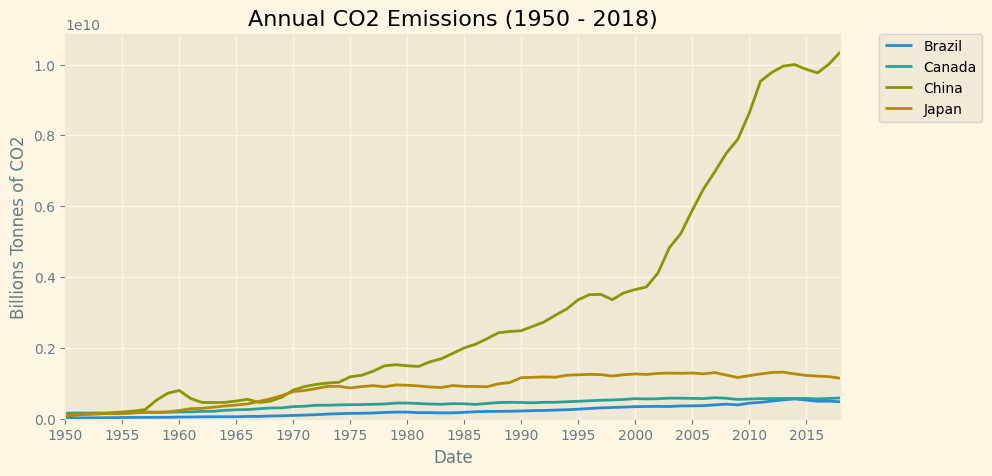 Annual CO2 Emissions (1950 - 2018)
1e10
1.0
0.8
0.6
0.4
0.2
0.0
Billions Tonnes of CO2
1950 1955 1960 1965 1970 1975 1980 1985 1990 1995 2000 2005 2010 2015
Date
Brazil
Canada
China
Japan